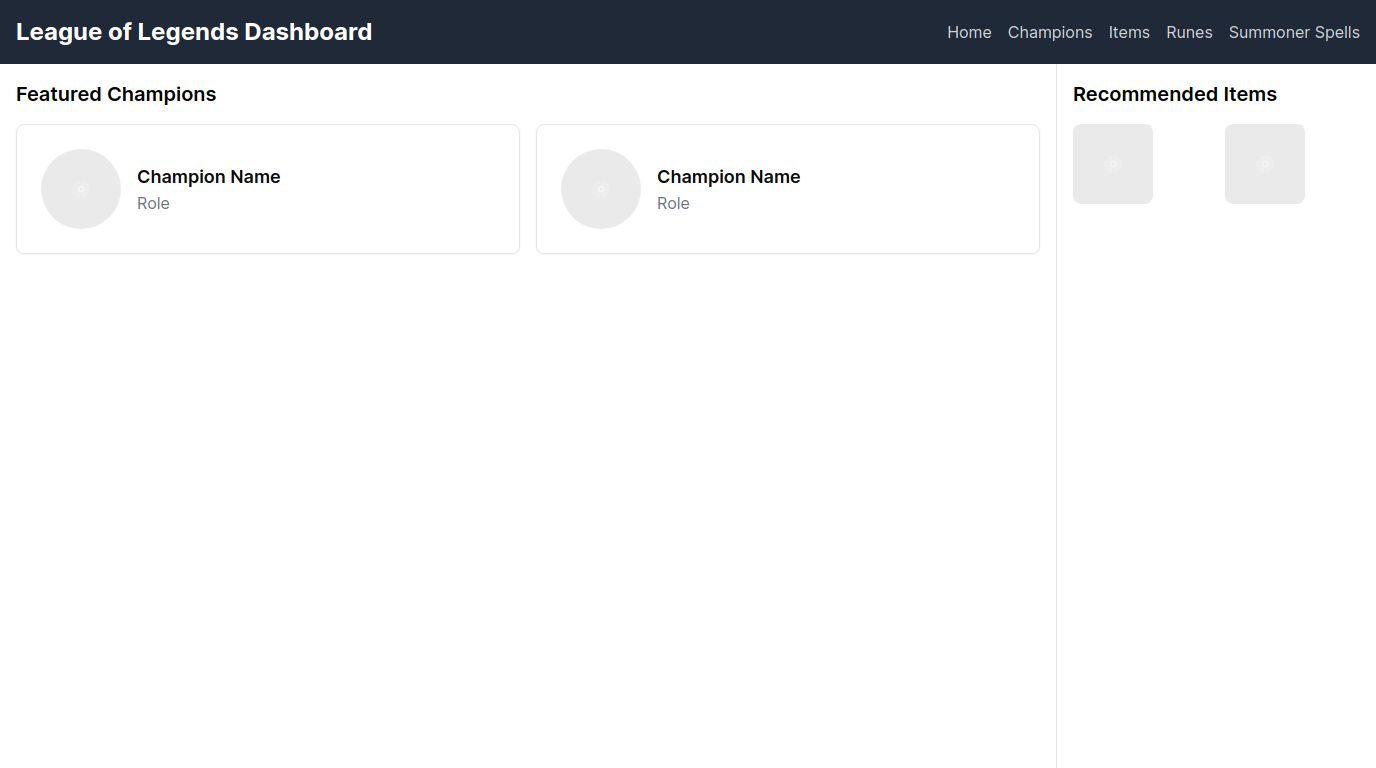 League of Legends Dashboard
Home Champions Items Runes Summoner Spells
Featured Champions
Champion Name
Role
Champion Name
Role
Recommended Items